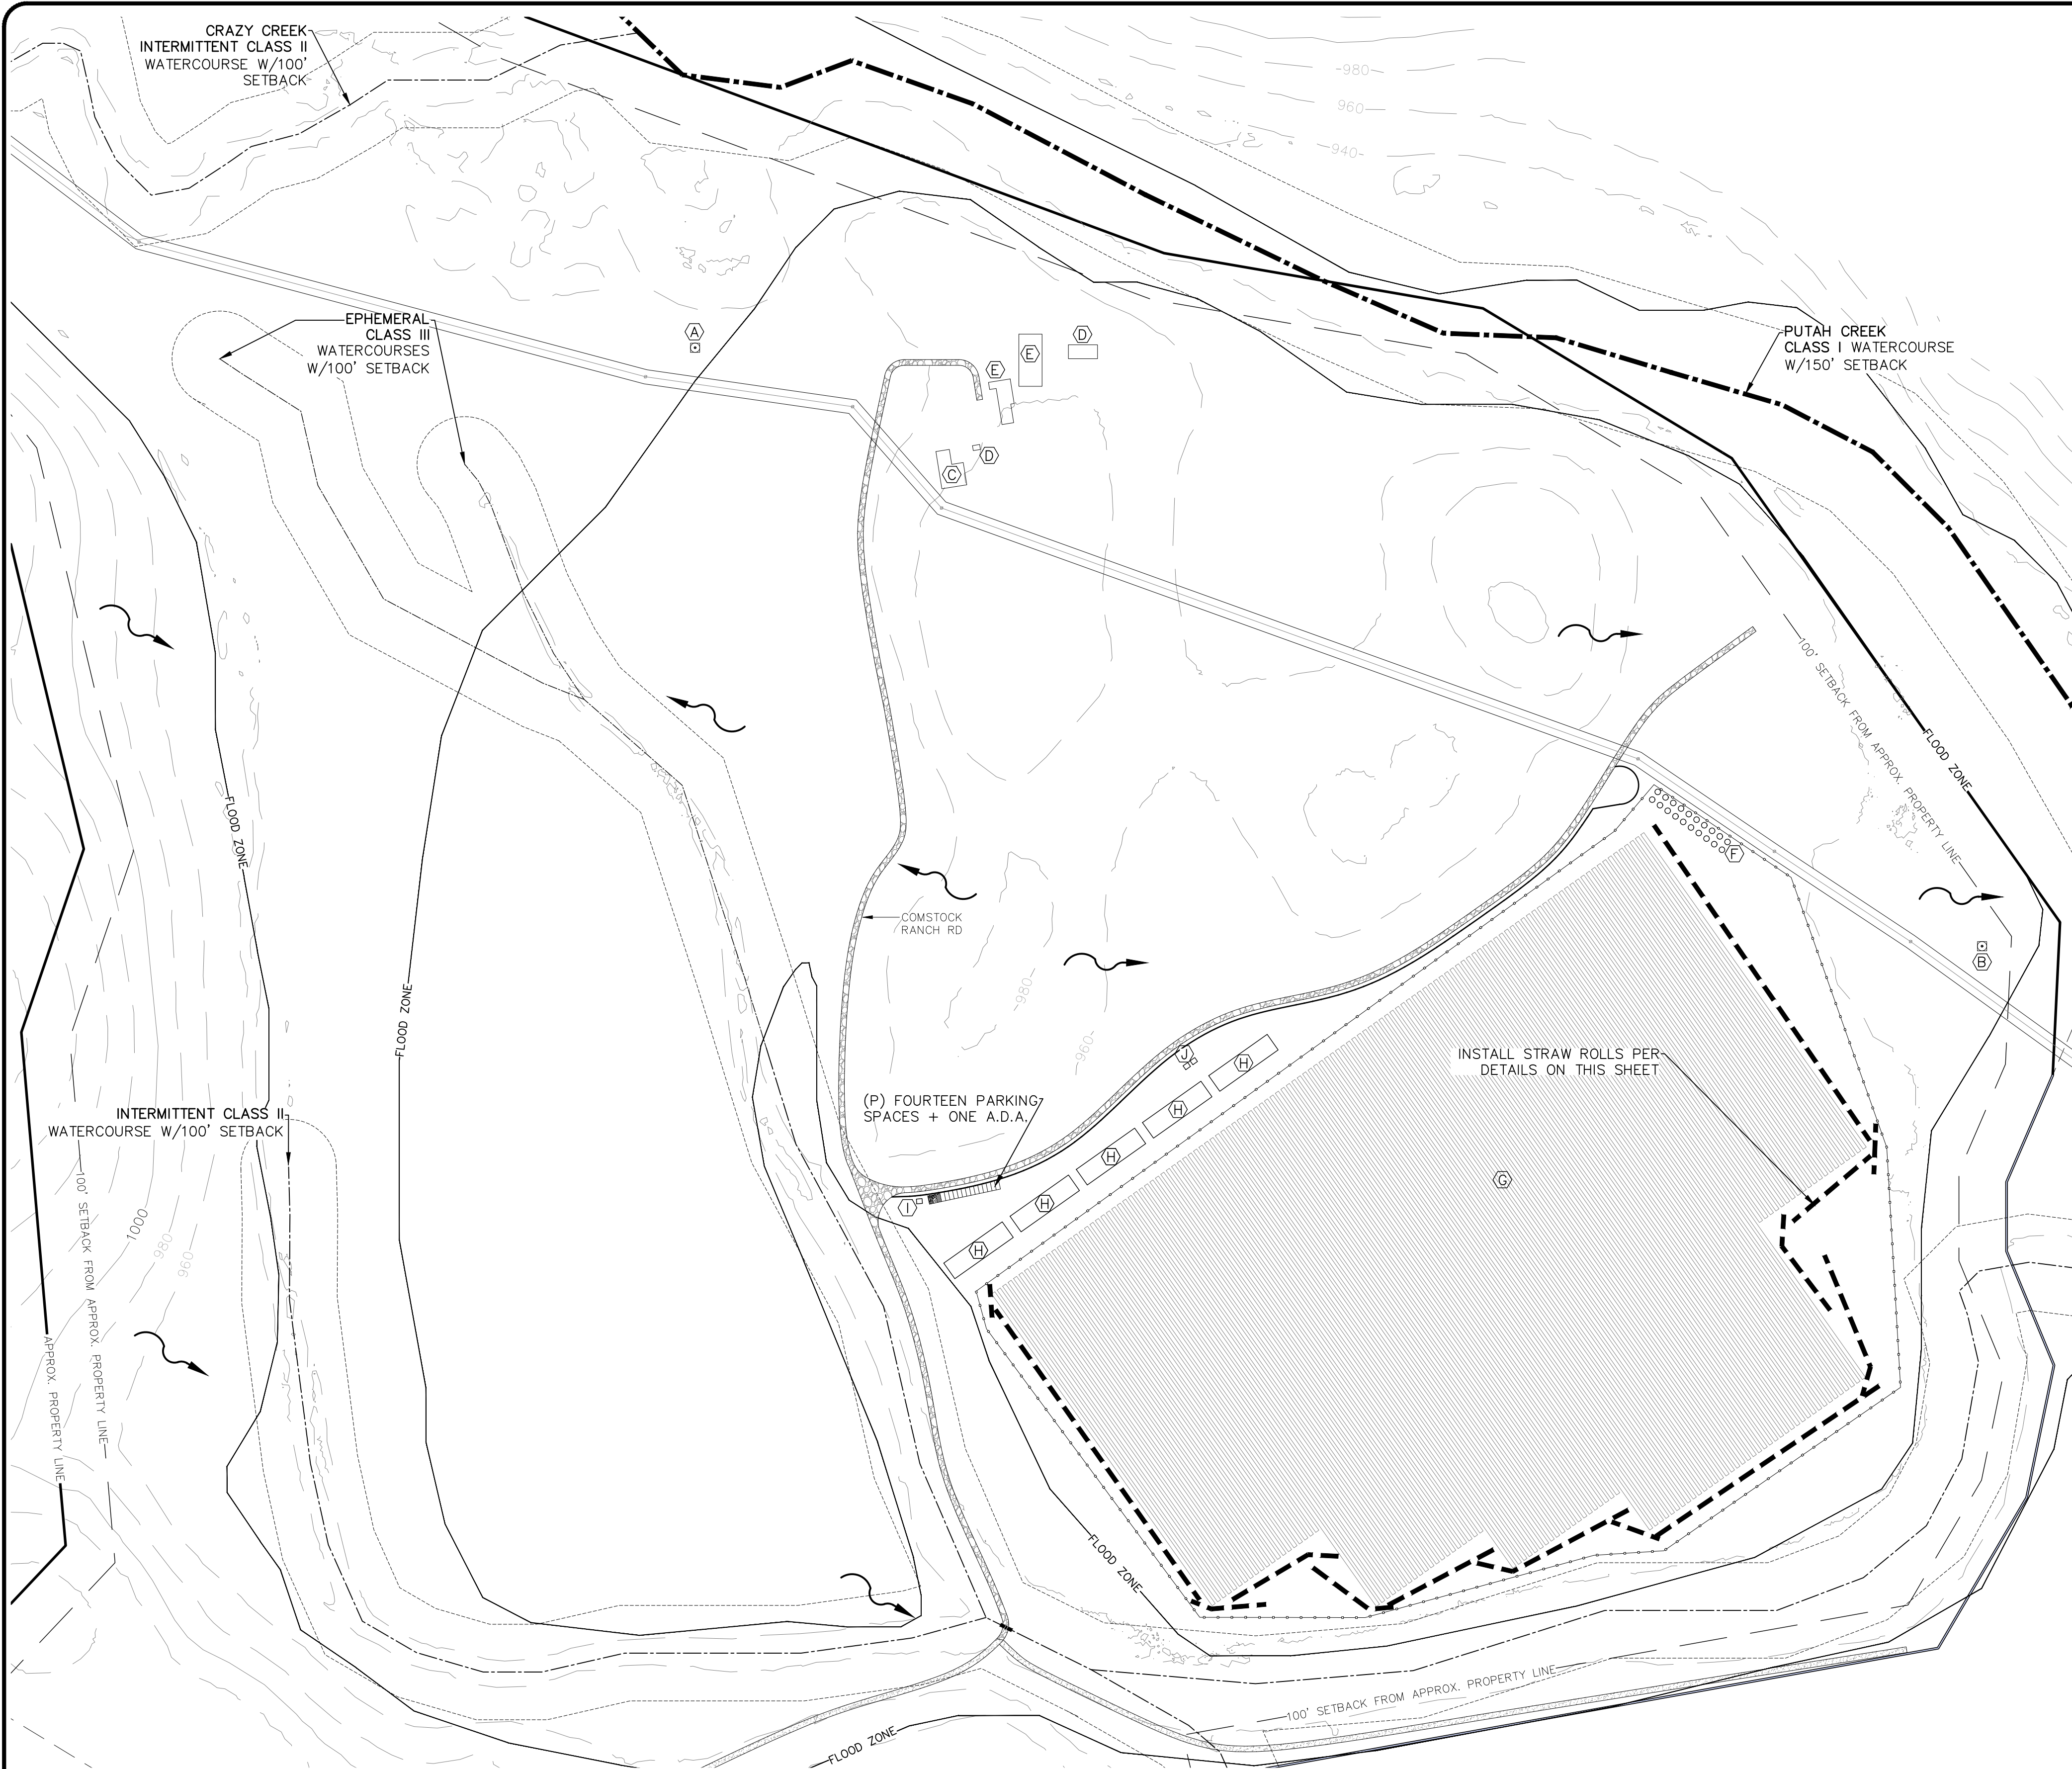 CRAZY CREEK
INTERMITTENT CLASS II
WATERCOURSE W/100'
SETBACK
980
960
940
EPHEMERAL
CLASS III
WATERCOURSES
W/100' SETBACK
A
E
D
E
D
C
PUTAH CREEK
CLASS I WATERCOURSE
W/150' SETBACK
100' SETBACK FROM APPROX. PROPERTY LINE
FLOOD ZONE
FLOOD ZONE
F
COMSTOCK
RANCH RD
B
FLOOD ZONE
980
960
J
H
INSTALL STRAW ROLLS PER
DETAILS ON THIS SHEET
(P) FOURTEEN PARKING
SPACES + ONE A.D.A.
H
INTERMITTENT CLASS II
WATERCOURSE W/100' SETBACK
H
G
H
I
H
1000
980
960
100' SETBACK FROM APPROX. PROPERTY LINE
APPROX. PROPERTY LINE
FLOOD ZONE
100' SETBACK FROM APPROX. PROPERTY LINE
FLOOD ZONE